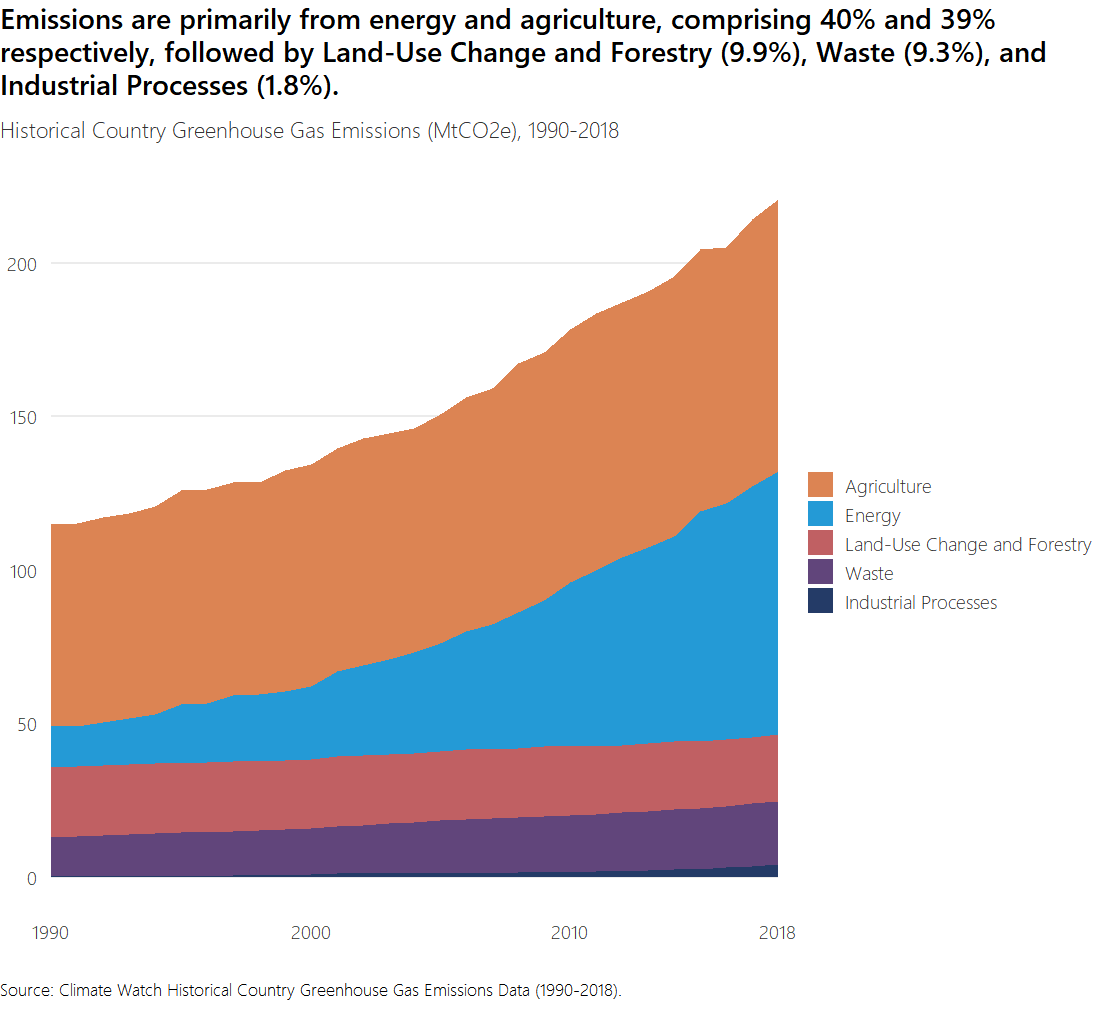 Emissions are primarily from energy and agriculture, comprising 40% and 39%
respectively, followed by Land-Use Change and Forestry (9.9%), Waste (9.3%), and
Industrial Processes (1.8%).
Historical Country Greenhouse Gas Emissions (MtCO2e), 1990-2018
200
150
100
50
0
1990
2000
2010
2018
Agriculture
Energy
Land-Use Change and Forestry
Waste
Industrial Processes
Source: Climate Watch Historical Country Greenhouse Gas Emissions Data (1990-2018).